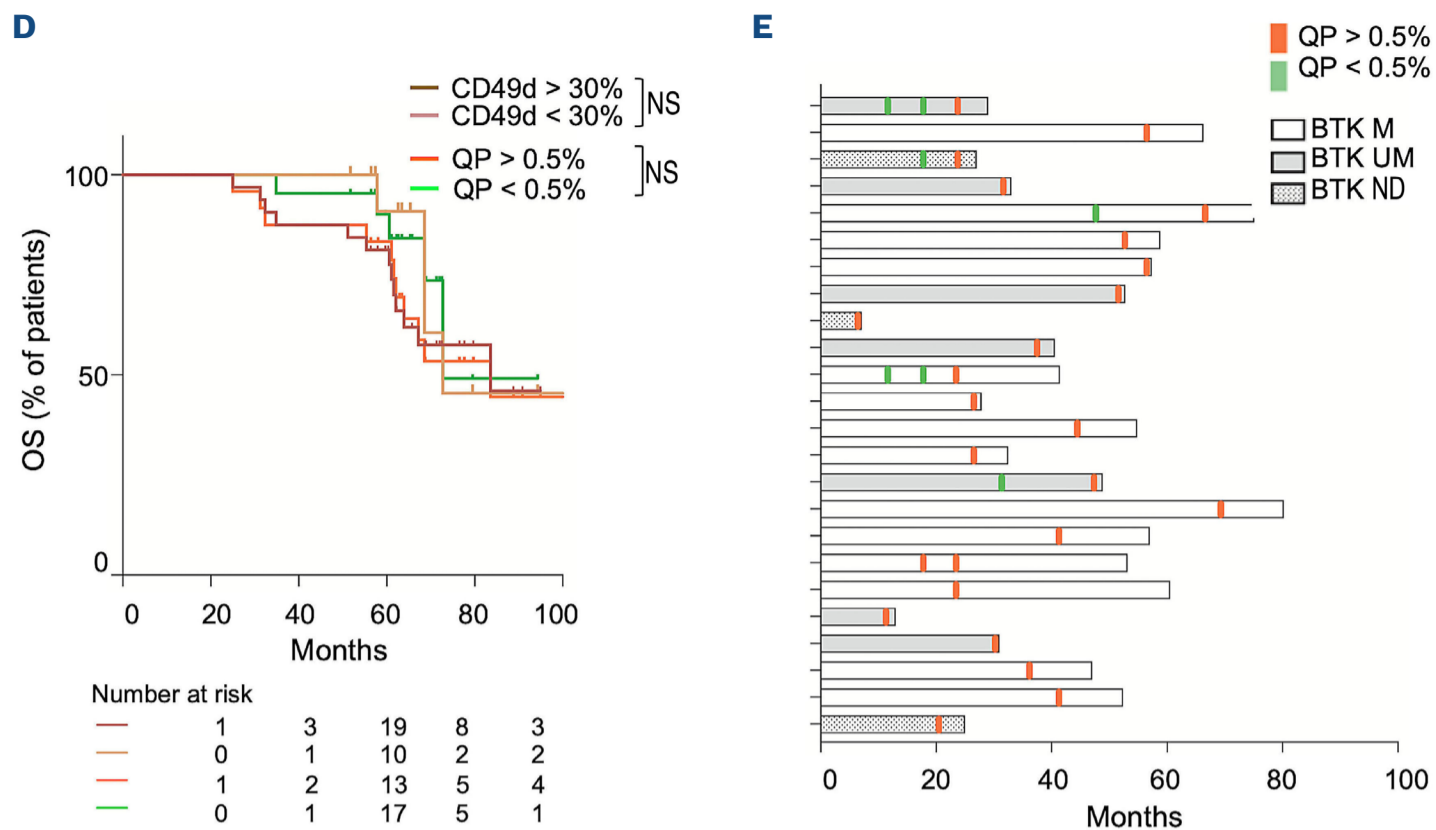 D
CD49d > 30%
CD49d < 30%
NS
QP > 0.5%
QP < 0.5%
NS
100
50
0
OS (% of patients)
0 20 40 60 80 100
Months
Number at risk
1 3 19 8 3
0 1 10 2 2
1 2 13 5 4
0 1 17 5 1
E
QP > 0.5%
QP < 0.5%
BTK M
BTK UM
BTK ND
0 20 40 60 80 100
Months